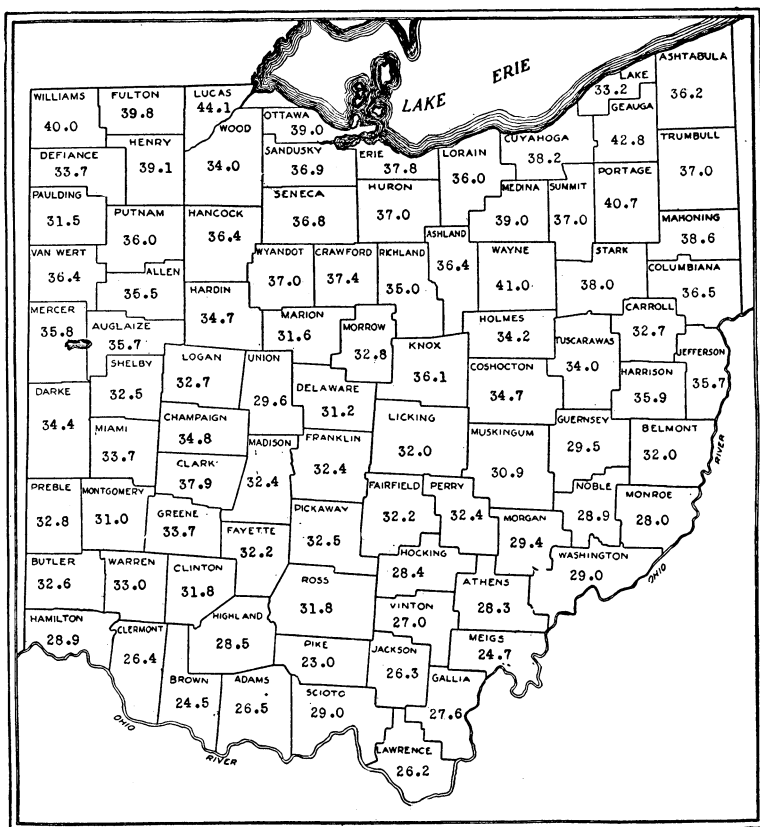 LAKE ERIE
WILLIAMS
40.0
FULTON
39.8
LUCAS
44.1
OTTAWA
39.0
LAKE
33.2
ASHTABULA
36.2
GEAUGA
42.8
DEFIANCE
33.7
HENRY
39.1
WOOD
34.0
SANDUSKY
36.9
ERIE
37.8
LORAIN
36.0
CUYAHOGA
38.2
TRUMBULL
37.0
PAULDING
31.5
PUTNAM
36.0
HANCOCK
36.4
SENECA
36.8
HURON
37.0
MEDINA
39.0
SUMMIT
37.0
PORTAGE
40.7
MAHONING
38.6
VAN WERT
36.4
ALLEN
35.5
WYANDOT
37.0
CRAWFORD
37.4
RICHLAND
35.0
ASHLAND
36.4
WAYNE
41.0
STARK
38.0
COLUMBIANA
36.5
MERCER
35.8
AUGLAIZE
35.7
HARDIN
34.7
MARION
31.6
MORROW
32.8
KNOX
36.1
HOLMES
34.2
TUSCARAWAS
34.0
CARROLL
32.7
JEFFERSON
35.7
SHELBY
32.5
LOGAN
32.7
UNION
29.6
DELAWARE
31.2
COSHOCTON
34.7
HARRISON
35.9
DARKE
34.4
MIAMI
33.7
CHAMPAIGN
34.8
MADISON
32.4
FRANKLIN
32.4
LICKING
32.0
MUSKINGUM
30.9
GUERNSEY
29.5
BELMONT
32.0
RIVER
CLARK
37.9
PREBLE
32.8
MONTGOMERY
31.0
GREENE
33.7
FAYETTE
32.2
PICKAWAY
32.5
FAIRFIELD
32.2
PERRY
32.4
MORGAN
29.4
NOBLE
28.9
MONROE
28.0
BUTLER
32.6
WARREN
33.0
CLINTON
31.8
ROSS
31.8
HOCKING
28.4
ATHENS
28.3
WASHINGTON
29.0
OHIO
HAMILTON
28.9
CLERMONT
26.4
HIGHLAND
28.5
PIKE
23.0
VINTON
27.0
JACKSON
26.3
MEIGS
24.7
BROWN
24.5
ADAMS
26.5
SCIOTO
29.0
GALLIA
27.6
LAWRENCE
26.2
OHIO
RIVER